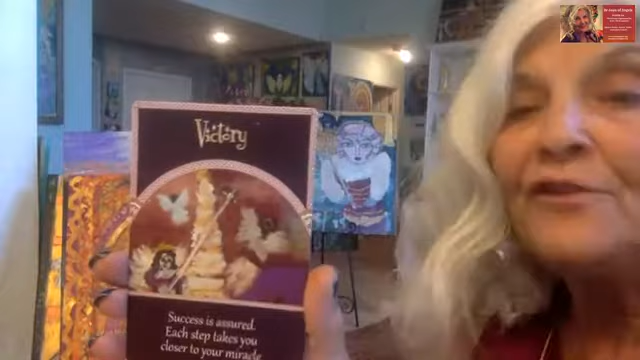 Victory
Success is assured.
Each step takes you
closer to your miracle